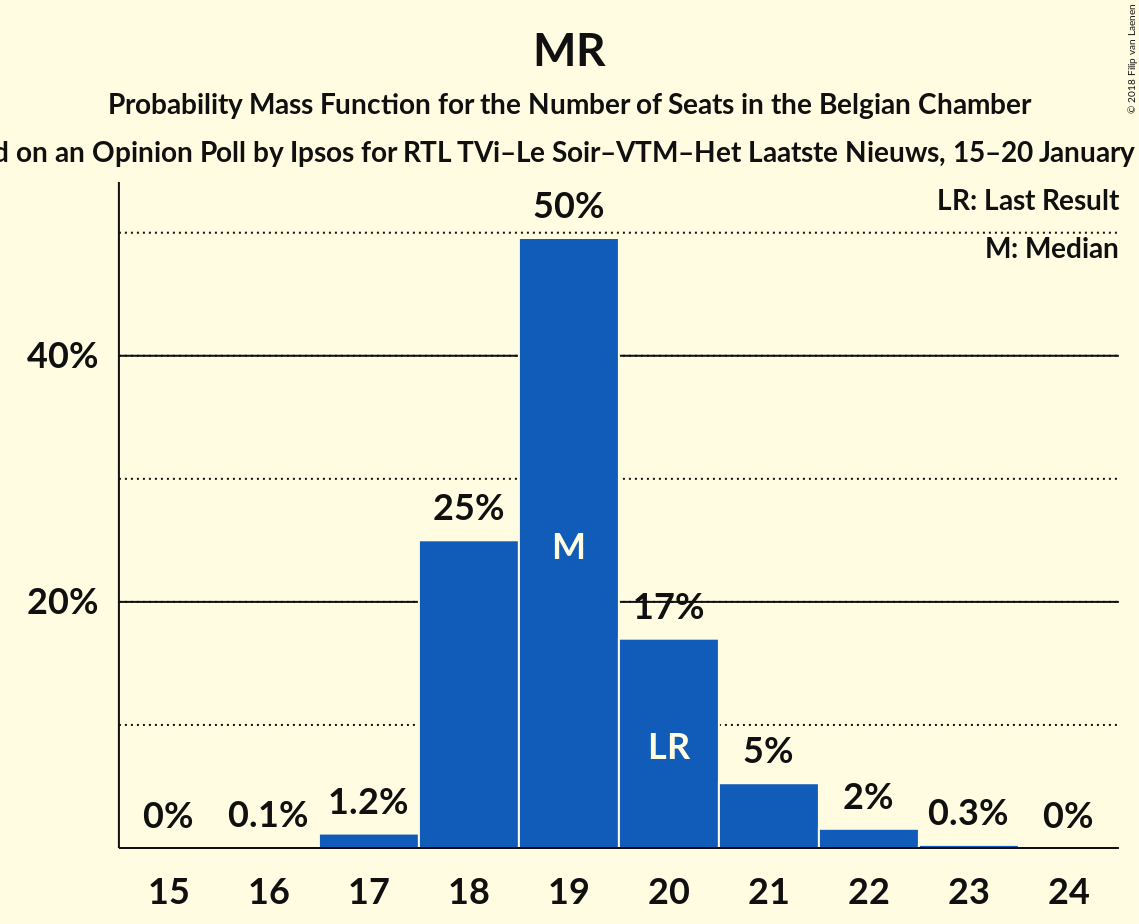 MR
Probability Mass Function for the Number of Seats in the Belgian Chamber
on an Opinion Poll by Ipsos for RTL TVi–Le Soir–VTM–Het Laatste Nieuws, 15–20 January
© 2018 Filip van Laenen
LR: Last Result
M: Median
50%
40%
25%
M
20%
17%
LR
5%
2%
1.2%
0%
0.1%
0.3%
0%
15 16 17 18 19 20 21 22 23 24